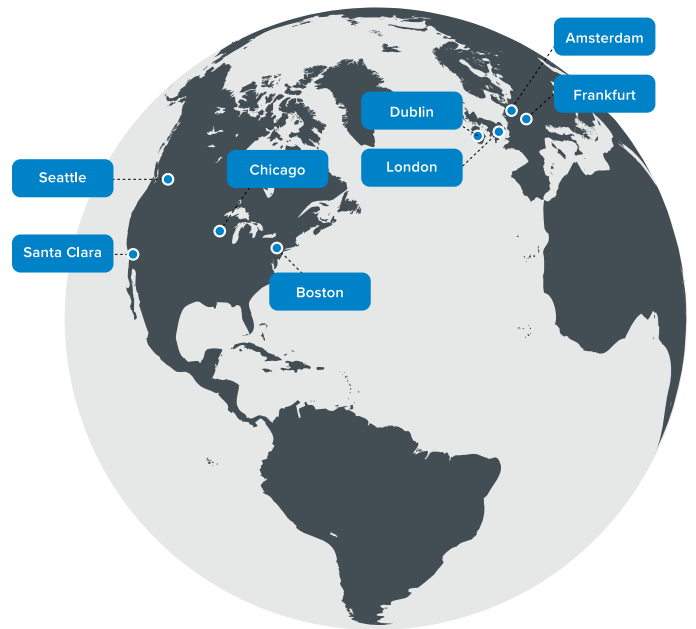 Amsterdam
Frankfurt
Dublin
London
Chicago
Seattle
Santa Clara
Boston